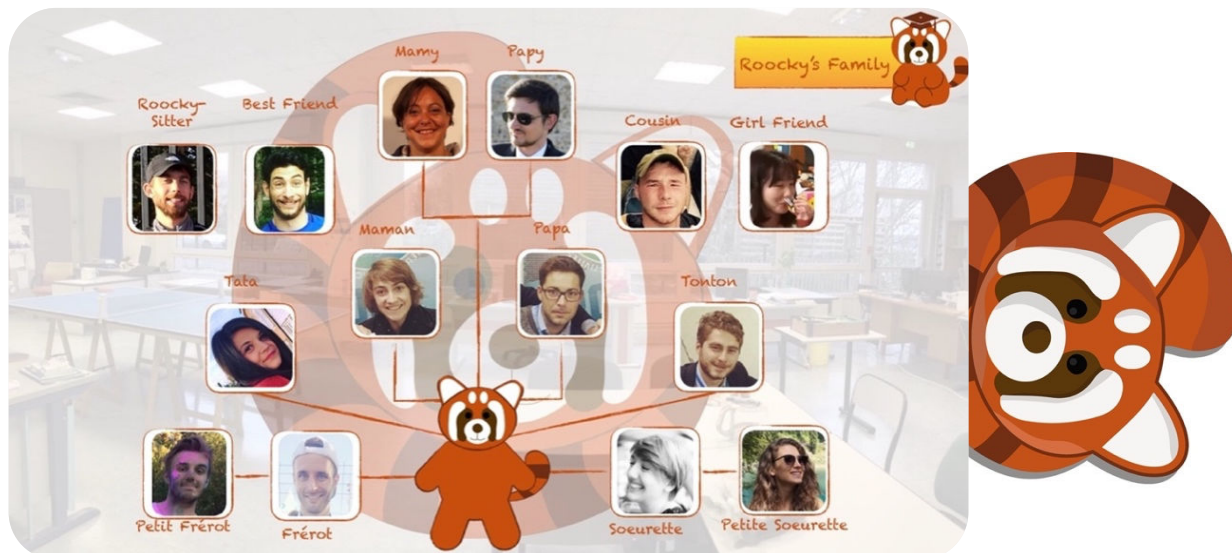 Mamy
Papy
Roocky's Family
Roocky-
Sitter
Best Friend
Cousin
Girl Friend
Maman
Papa
Tata
Tonton
Petit Frérot
Frérot
Soeurette
Petite Soeurette